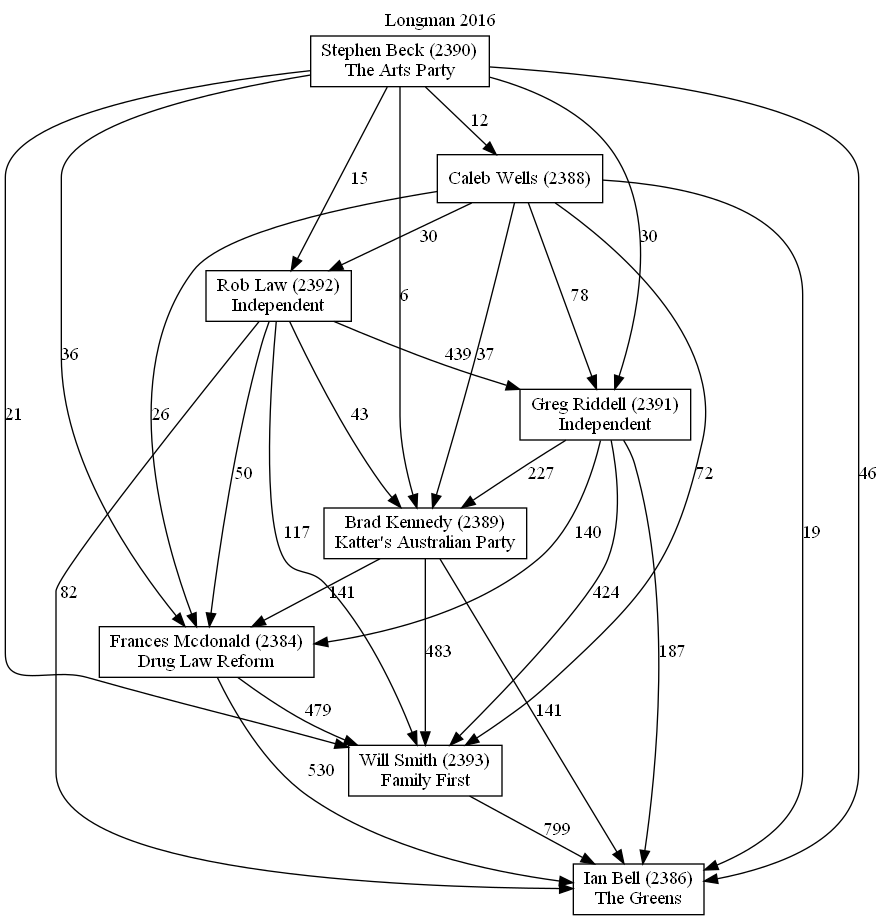 Longman 2016
Stephen Beck (2390)
The Arts Party
12
Caleb Wells (2388)
15
30
30
Rob Law (2392)
Independent
6
78
36
439
37
Greg Riddell (2391)
Independent
21
26
43
50
227
72
46
Brad Kennedy (2389)
Katter's Australian Party
117
140
19
82
141
424
Frances Mcdonald (2384)
Drug Law Reform
483
187
479
141
Will Smith (2393)
Family First
530
799
Ian Bell (2386)
The Greens